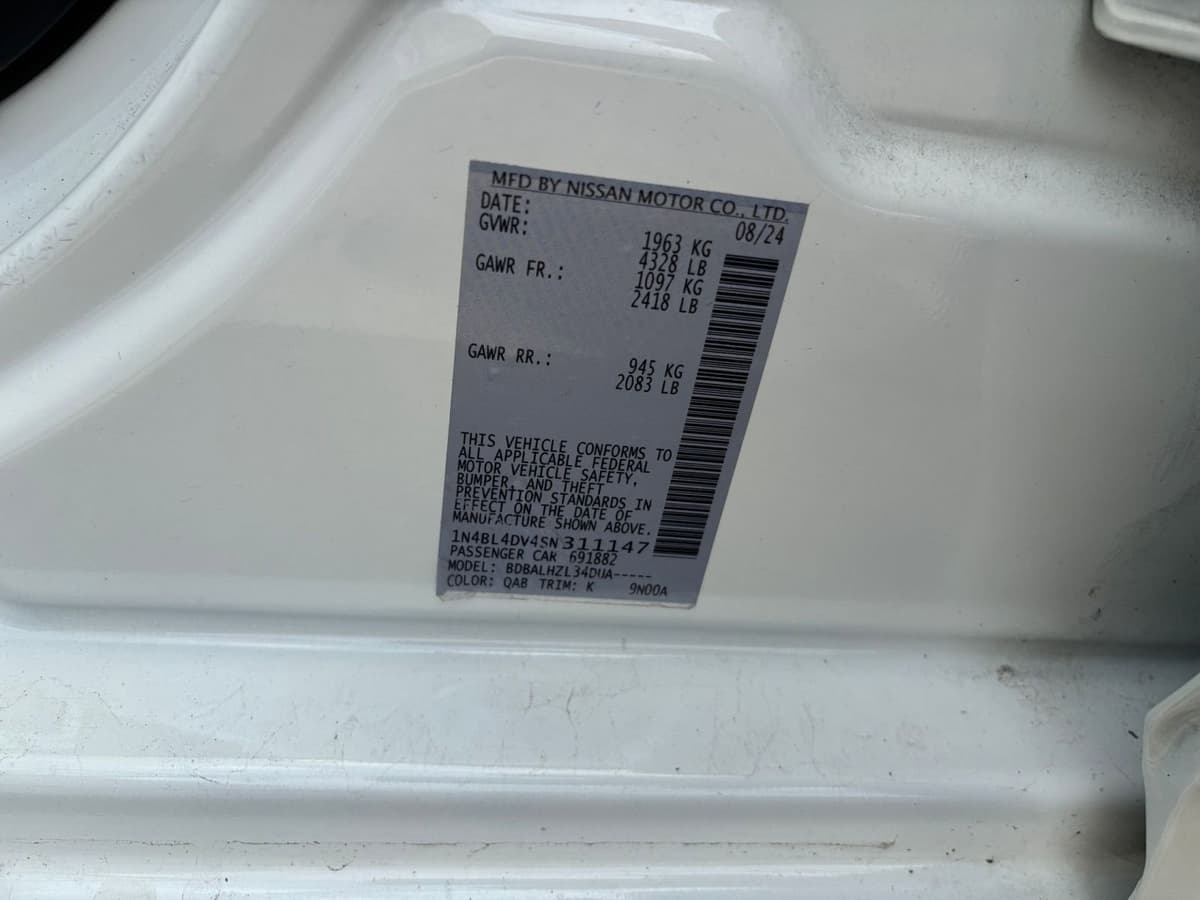 MFD BY NISSAN MOTOR CO., LTD.
DATE: 08/24
GVWR: 1963 KG
4328 LB
GAWR FR.: 1097 KG
2418 LB
GAWR RR.: 945 KG
2083 LB
THIS VEHICLE CONFORMS TO
ALL APPLICABLE FEDERAL
MOTOR VEHICLE SAFETY,
BUMPER, AND THEFT
PREVENTION STANDARDS IN
EFFECT ON THE DATE OF
MANUFACTURE SHOWN ABOVE.
1N4BL4DV4SN311147
PASSENGER CAR 691882
MODEL: BDBALHZL34DUA-----
COLOR: QAB TRIM: K 9N00A